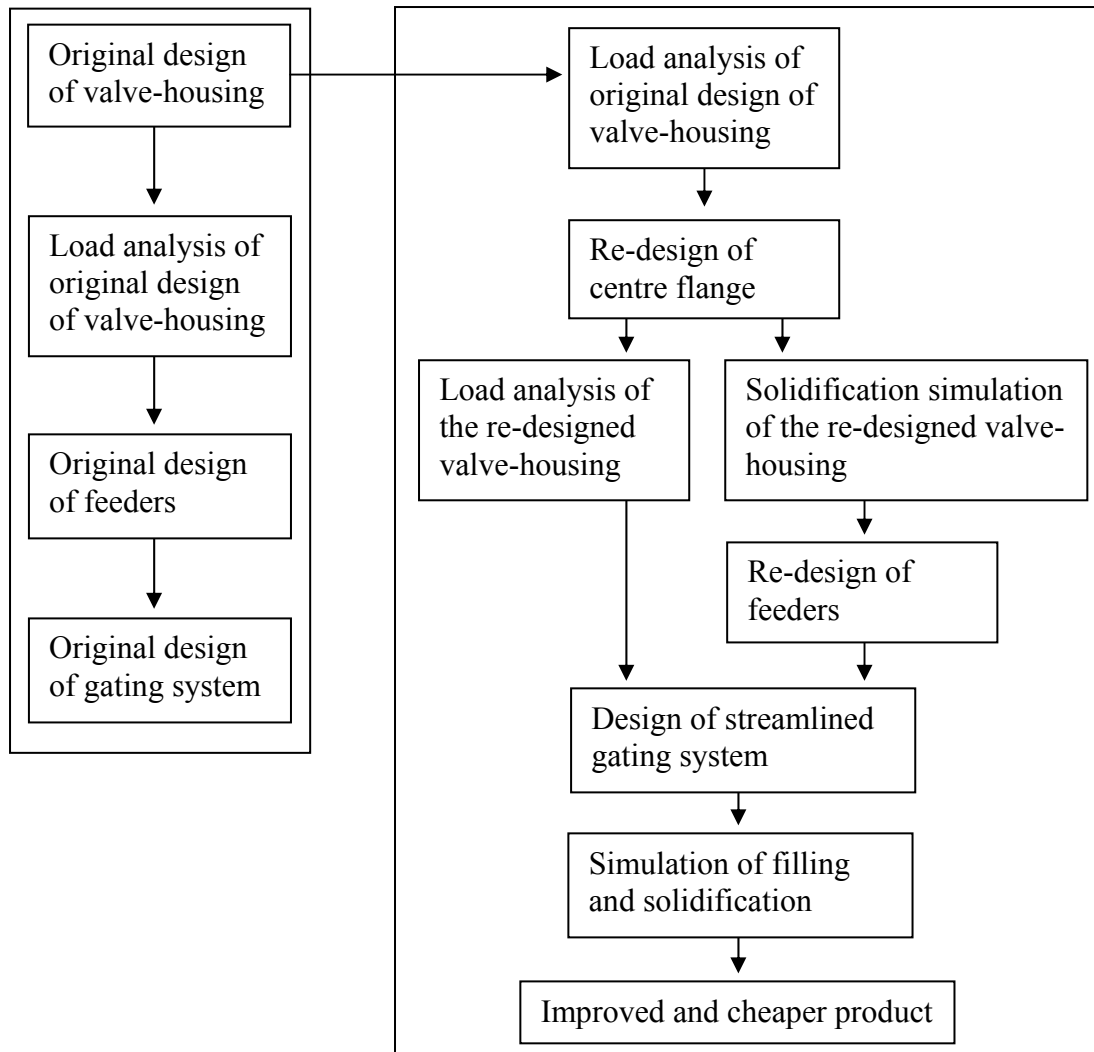 Original design
of valve-housing
Load analysis of
original design
of valve-housing
Original design
of feeders
Original design
of gating system
Load analysis of
original design of
valve-housing
Re-design of
centre flange
Load analysis of
the re-designed
valve-housing
Solidification simulation
of the re-designed valve-
housing
Re-design of
feeders
Design of streamlined
gating system
Simulation of filling
and solidification
Improved and cheaper product